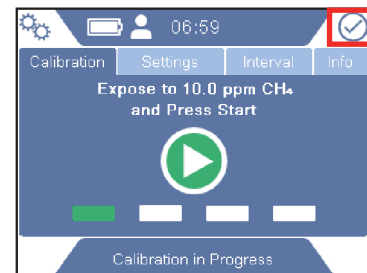 06:59
Calibration Settings Interval Info
Expose to 10.0 ppm CH₄
and Press Start
Calibration in Progress